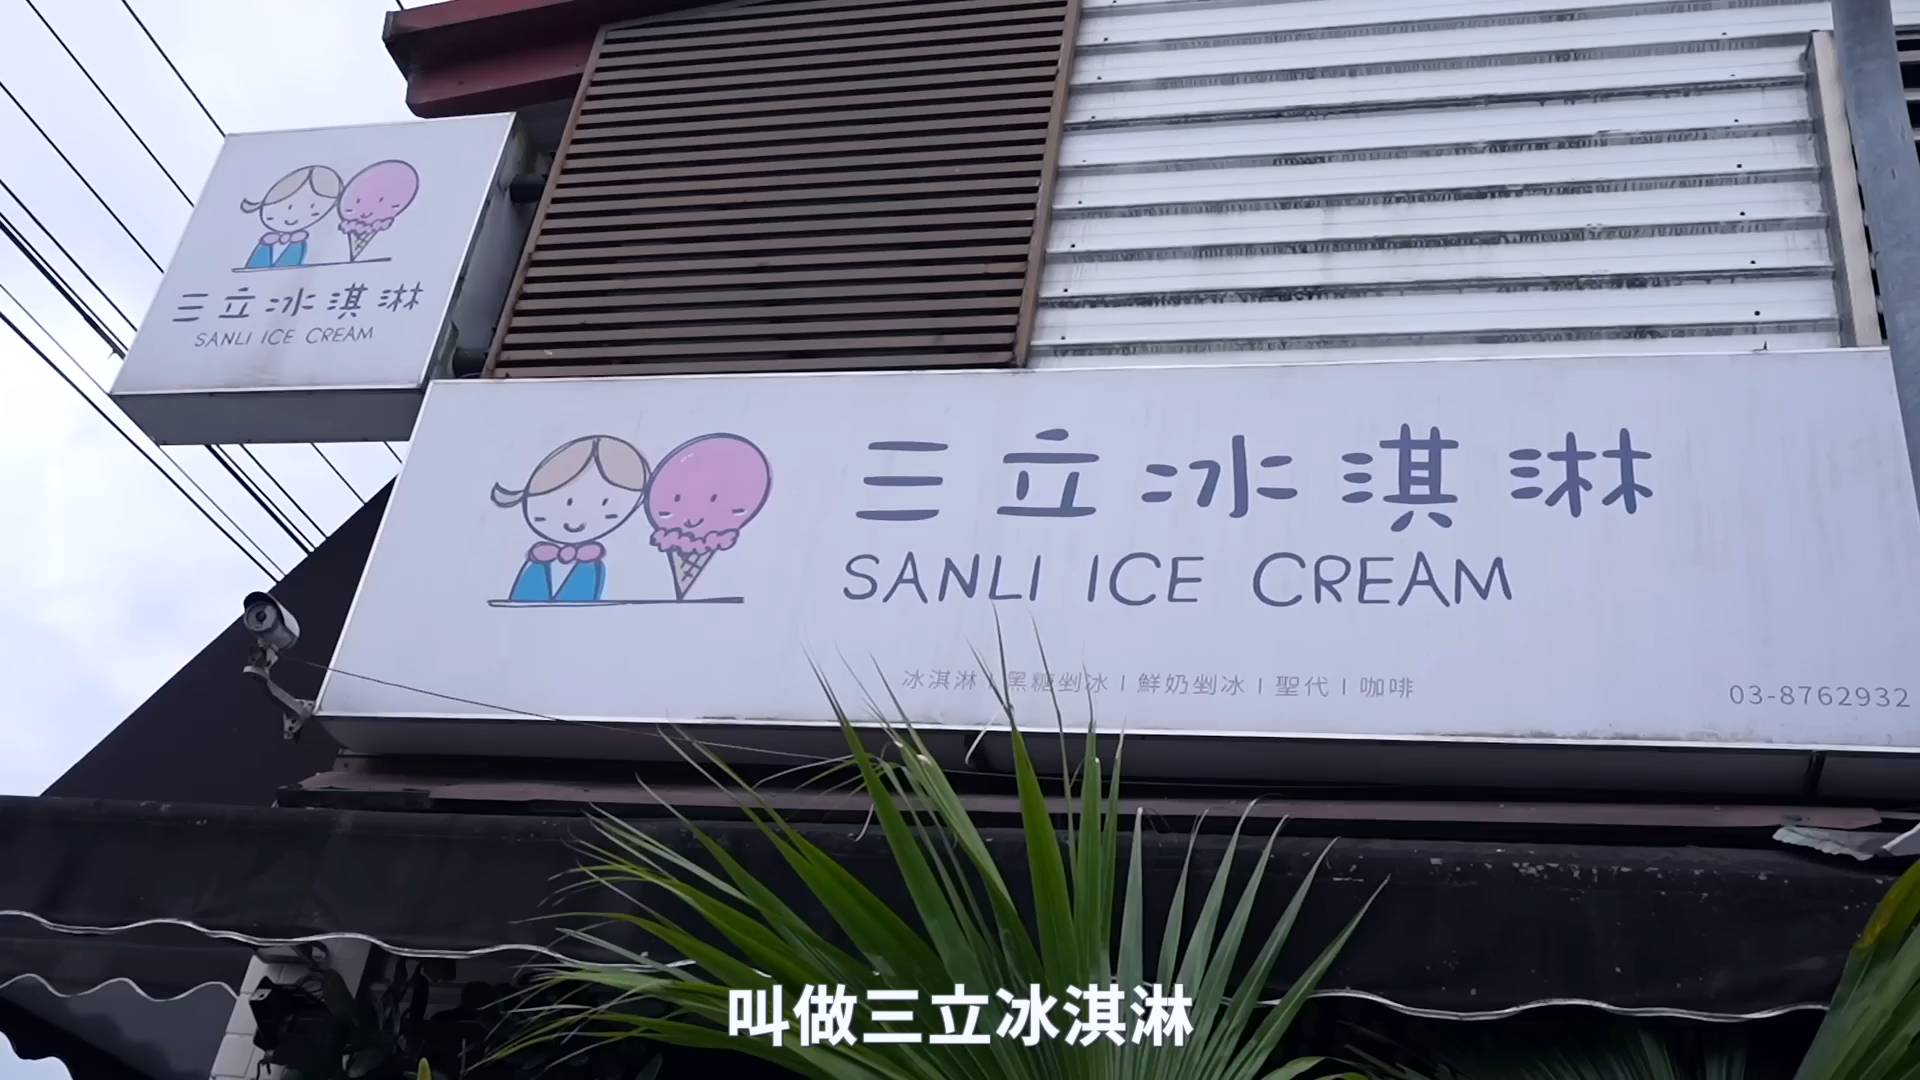 三立冰淇淋
SANLI ICE CREAM
三立冰淇淋
SANLI ICE CREAM
冰淇淋 | 黑糖剉冰 | 鮮奶剉冰 | 聖代 | 咖啡
03-8762932
叫做三立冰淇淋